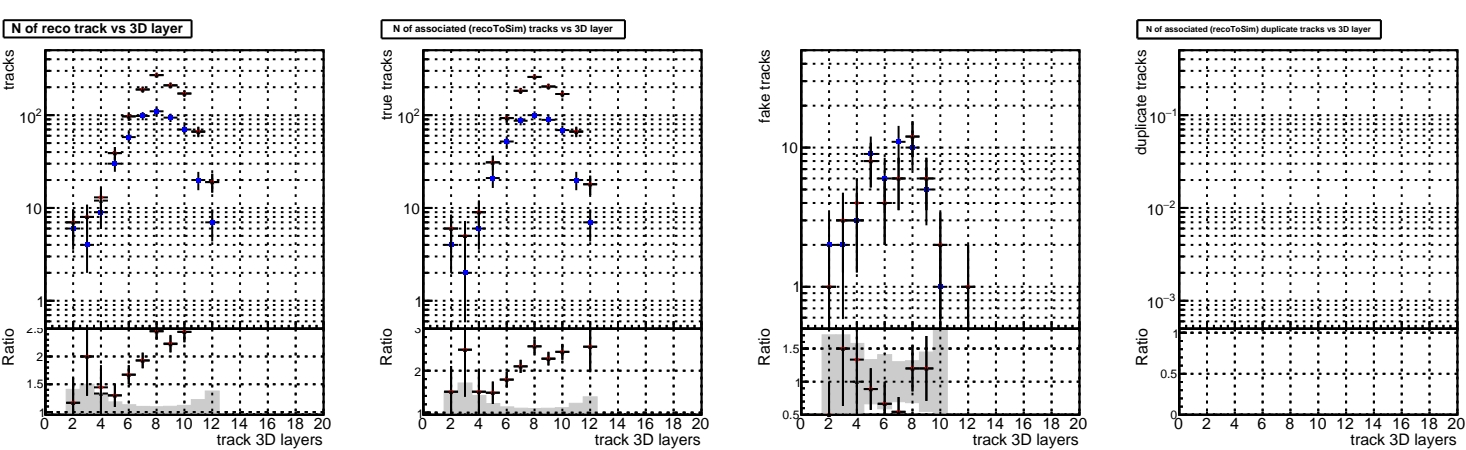 N of reco track vs 3D layer
tracks
10²
10
1
Ratio
2.5
2
1.5
1
0 2 4 6 8 10 12 14 16 18 20
track 3D layers
N of associated (recoToSim) tracks vs 3D layer
true tracks
10²
10
1
Ratio
3
2
1
0 2 4 6 8 10 12 14 16 18 20
track 3D layers
fake tracks
10
1
Ratio
1.5
1
0.5
0 2 4 6 8 10 12 14 16 18 20
track 3D layers
N of associated (recoToSim) duplicate tracks vs 3D layer
duplicate tracks
10⁻¹
10⁻²
10⁻³
Ratio
1
0.5
0
0 2 4 6 8 10 12 14 16 18 20
track 3D layers